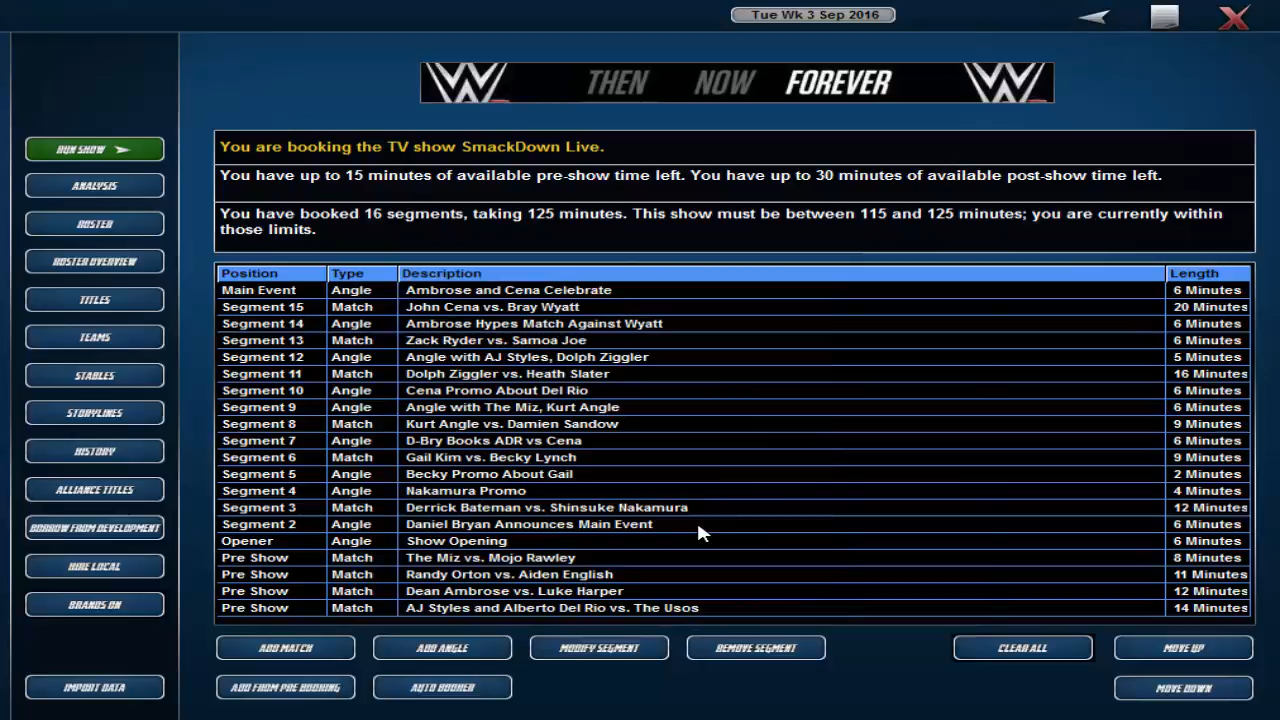 Tue Wk 3 Sep 2016
THEN NOW FOREVER
You are booking the TV show SmackDown Live.
You have up to 15 minutes of available pre-show time left. You have up to 30 minutes of available post-show time left.
You have booked 16 segments, taking 125 minutes. This show must be between 115 and 125 minutes; you are currently within
those limits.
RUN SHOW
ANALYSIS
ROSTER
ROSTER OVERVIEW
TITLES
TEAMS
STABLES
STORYLINES
HISTORY
ALLIANCE TITLES
BORROW FROM DEVELOPMENT
HIRE LOCAL
BRANDS ON
IMPORT DATA
Position Type Description Length
Main Event Angle Ambrose and Cena Celebrate 6 Minutes
Segment 15 Match John Cena vs. Bray Wyatt 20 Minutes
Segment 14 Angle Ambrose Hypes Match Against Wyatt 6 Minutes
Segment 13 Match Zack Ryder vs. Samoa Joe 6 Minutes
Segment 12 Angle Angle with AJ Styles, Dolph Ziggler 5 Minutes
Segment 11 Match Dolph Ziggler vs. Heath Slater 16 Minutes
Segment 10 Angle Cena Promo About Del Rio 6 Minutes
Segment 9 Angle Angle with The Miz, Kurt Angle 6 Minutes
Segment 8 Match Kurt Angle vs. Damien Sandow 9 Minutes
Segment 7 Angle D-Bry Books ADR vs Cena 6 Minutes
Segment 6 Match Gail Kim vs. Becky Lynch 9 Minutes
Segment 5 Angle Becky Promo About Gail 2 Minutes
Segment 4 Angle Nakamura Promo 4 Minutes
Segment 3 Match Derrick Bateman vs. Shinsuke Nakamura 12 Minutes
Segment 2 Angle Daniel Bryan Announces Main Event 6 Minutes
Opener Angle Show Opening 6 Minutes
Pre Show Match The Miz vs. Mojo Rawley 8 Minutes
Pre Show Match Randy Orton vs. Aiden English 11 Minutes
Pre Show Match Dean Ambrose vs. Luke Harper 12 Minutes
Pre Show Match AJ Styles and Alberto Del Rio vs. The Usos 14 Minutes
ADD MATCH ADD ANGLE MODIFY SEGMENT REMOVE SEGMENT CLEAR ALL MOVE UP
ADD FROM PRE BOOKING AUTO BOOKER MOVE DOWN